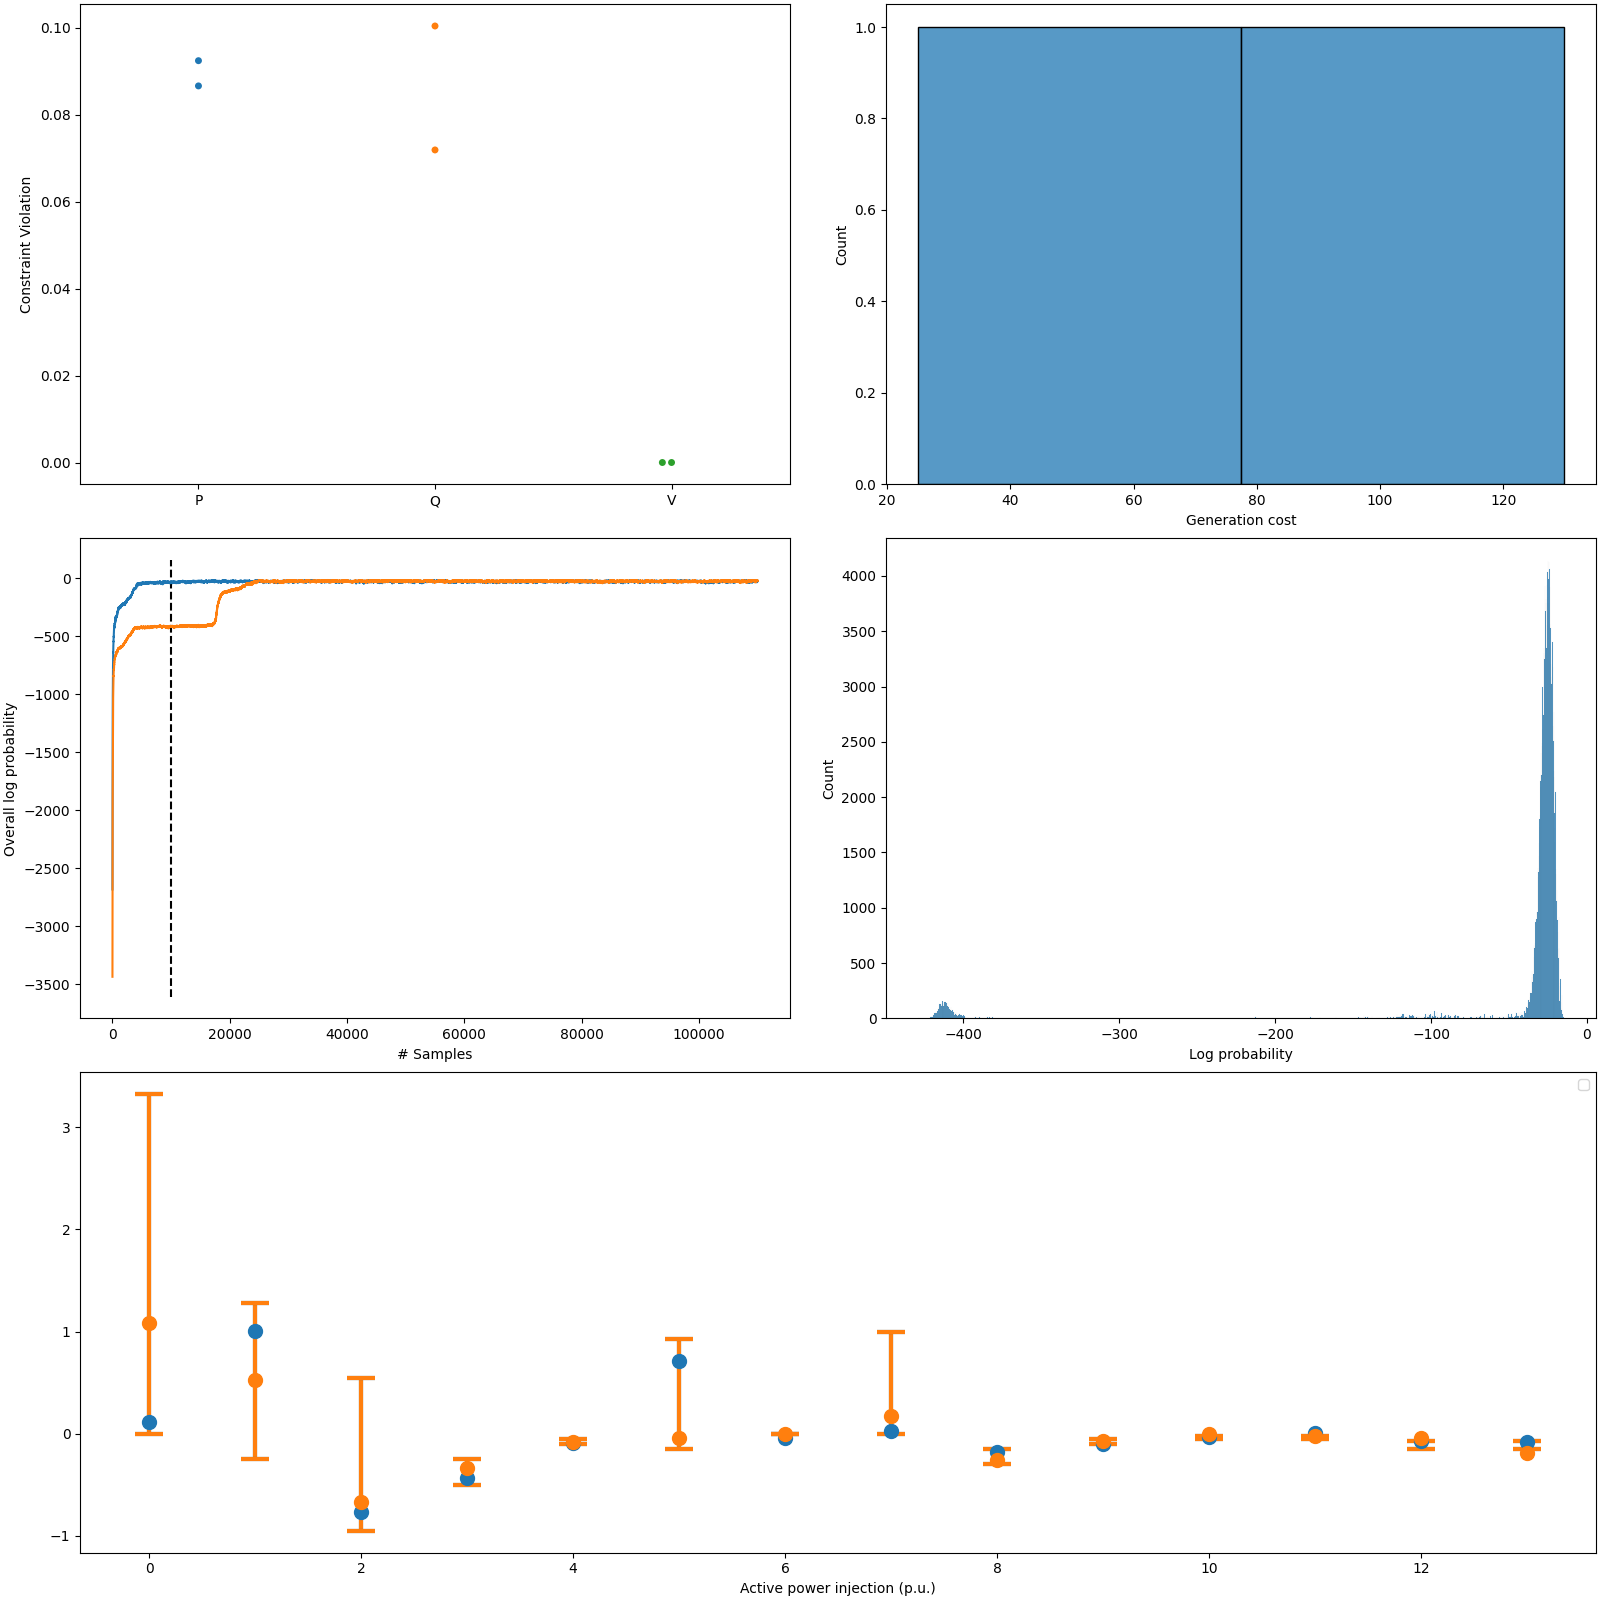 Constraint Violation
0.10
0.08
0.06
0.04
0.02
0.00
P Q V
Count
1.0
0.8
0.6
0.4
0.2
0.0
20 40 60 80 100 120
Generation cost
Overall log probability
0
−500
−1000
−1500
−2000
−2500
−3000
−3500
0 20000 40000 60000 80000 100000
# Samples
Count
4000
3500
3000
2500
2000
1500
1000
500
0
−400 −300 −200 −100 0
Log probability
3
2
1
0
−1
0 2 4 6 8 10 12
Active power injection (p.u.)